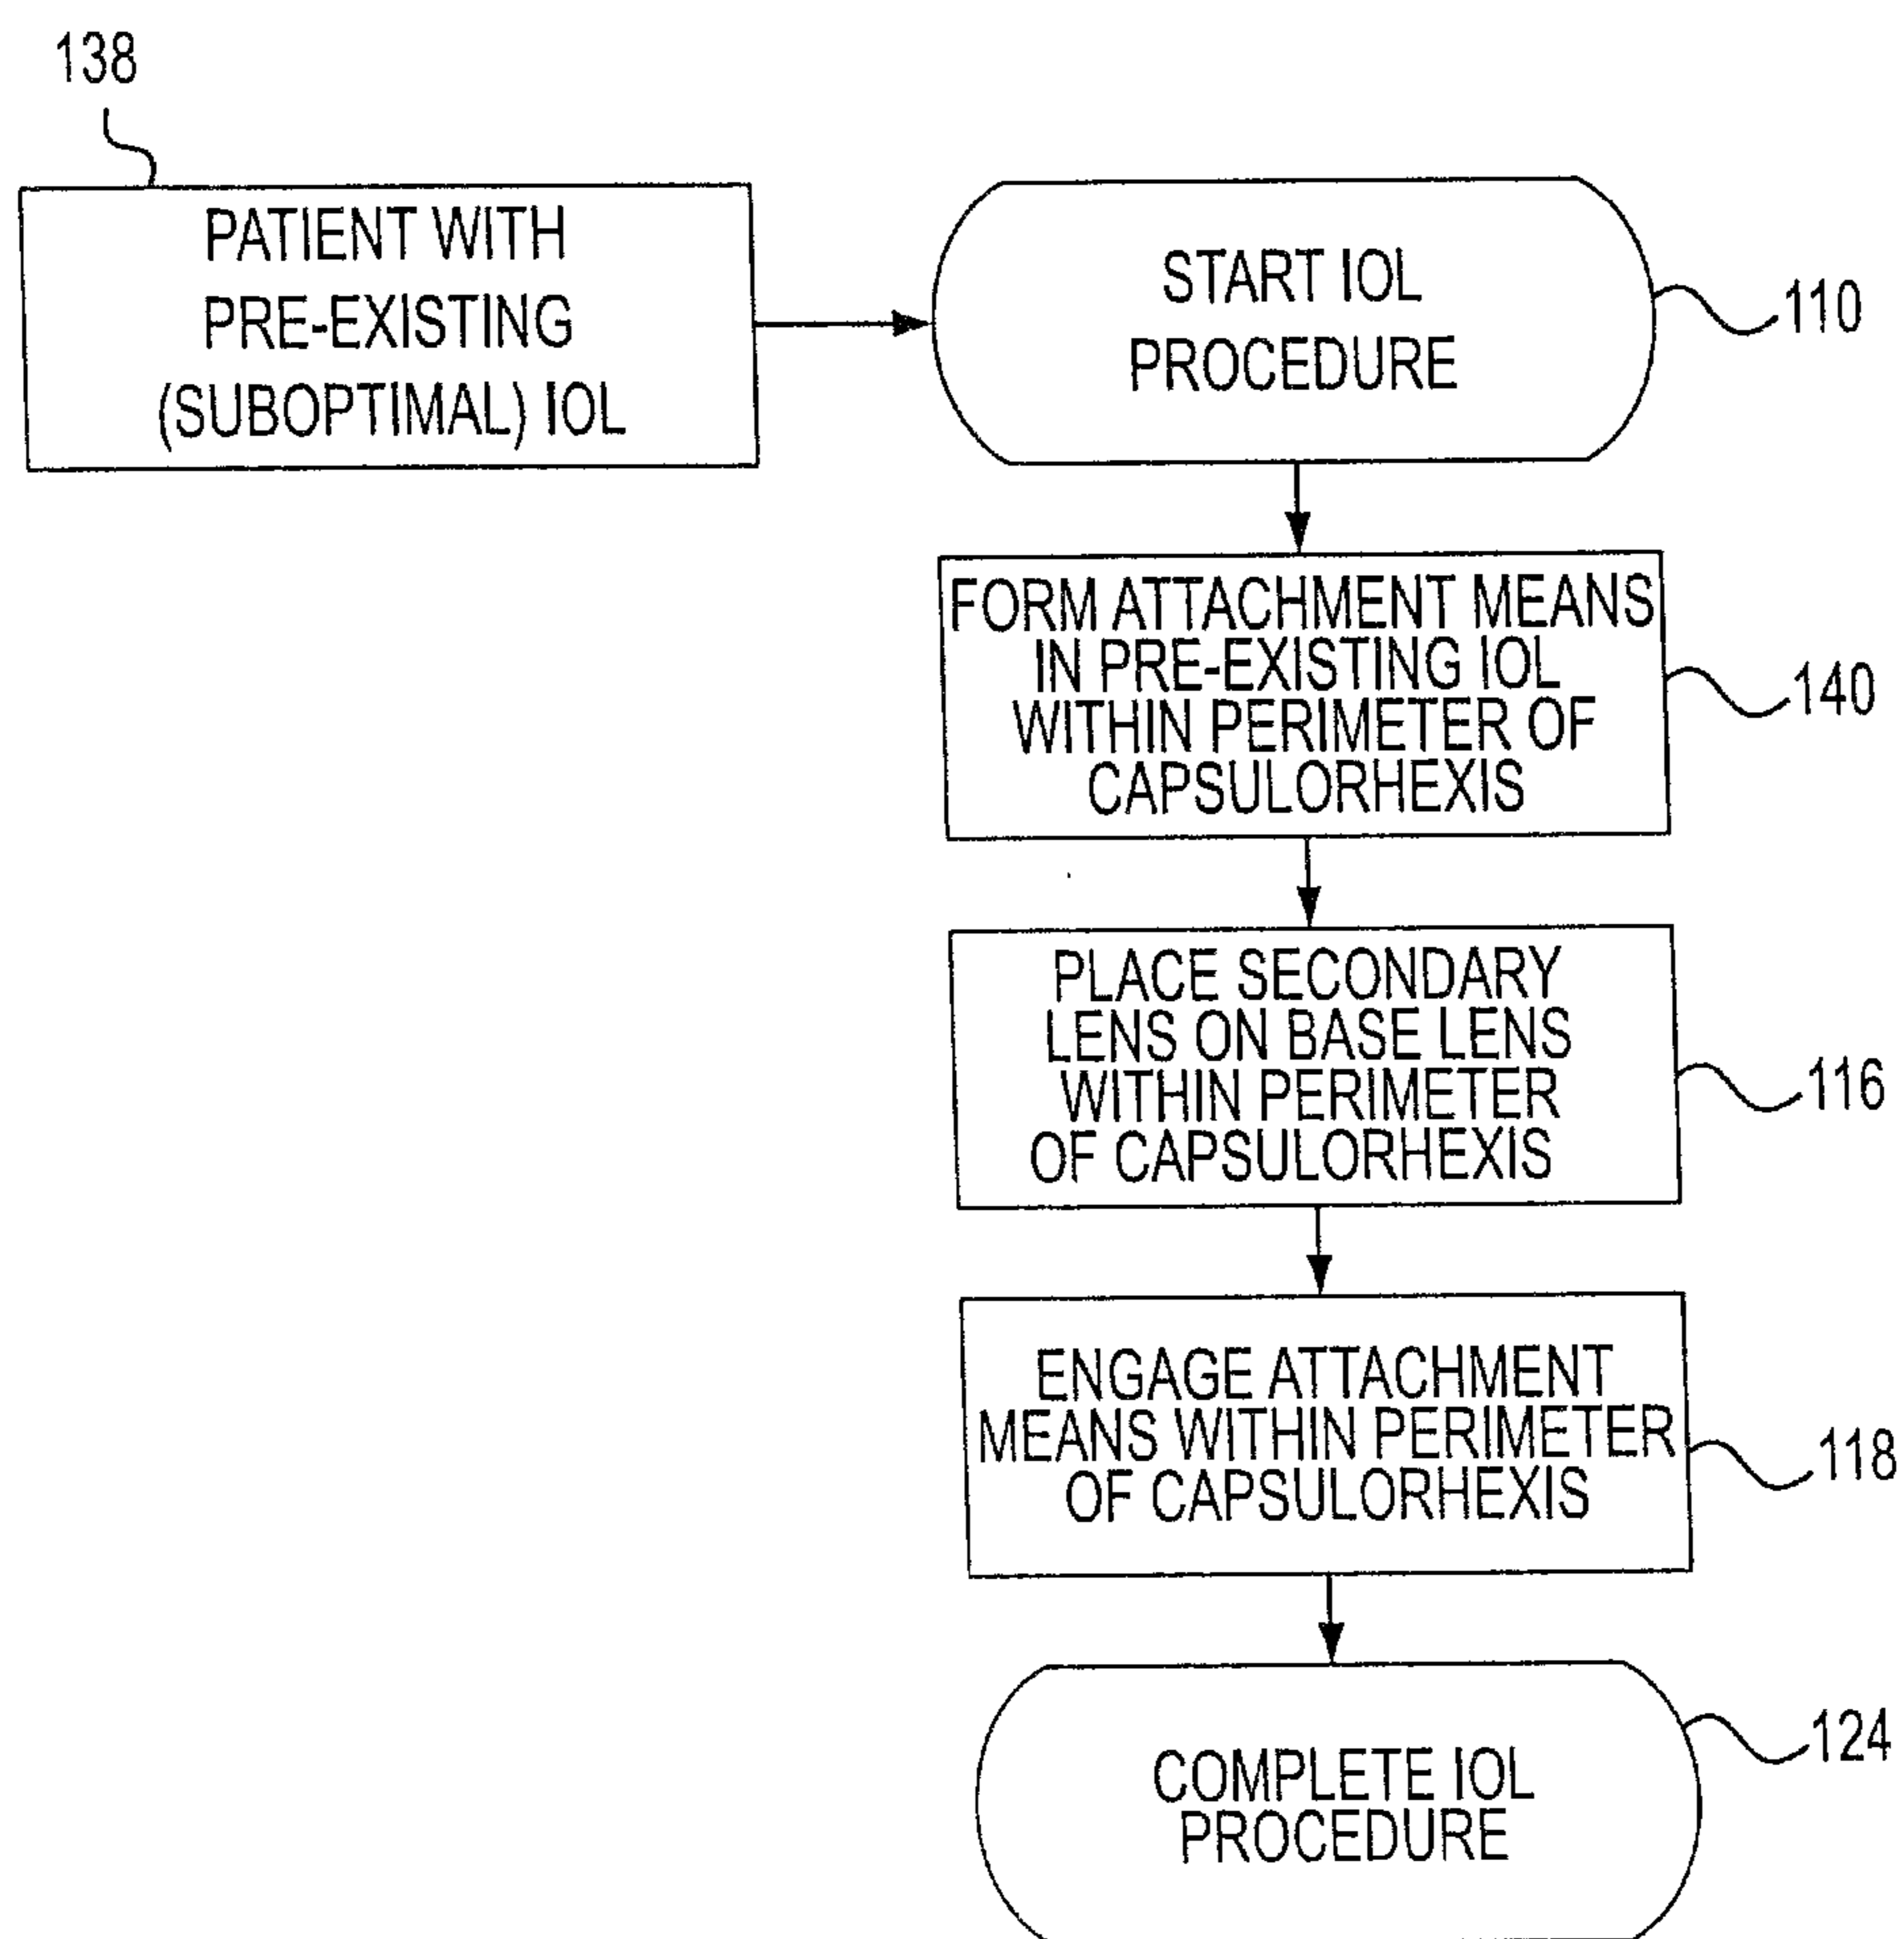 138
PATIENT WITH
PRE-EXISTING
(SUBOPTIMAL) IOL
START IOL
PROCEDURE
110
FORM ATTACHMENT MEANS
IN PRE-EXISTING IOL
WITHIN PERIMETER OF
CAPSULORHEXIS
140
PLACE SECONDARY
LENS ON BASE LENS
WITHIN PERIMETER
OF CAPSULORHEXIS
116
ENGAGE ATTACHMENT
MEANS WITHIN PERIMETER
OF CAPSULORHEXIS
118
COMPLETE IOL
PROCEDURE
124